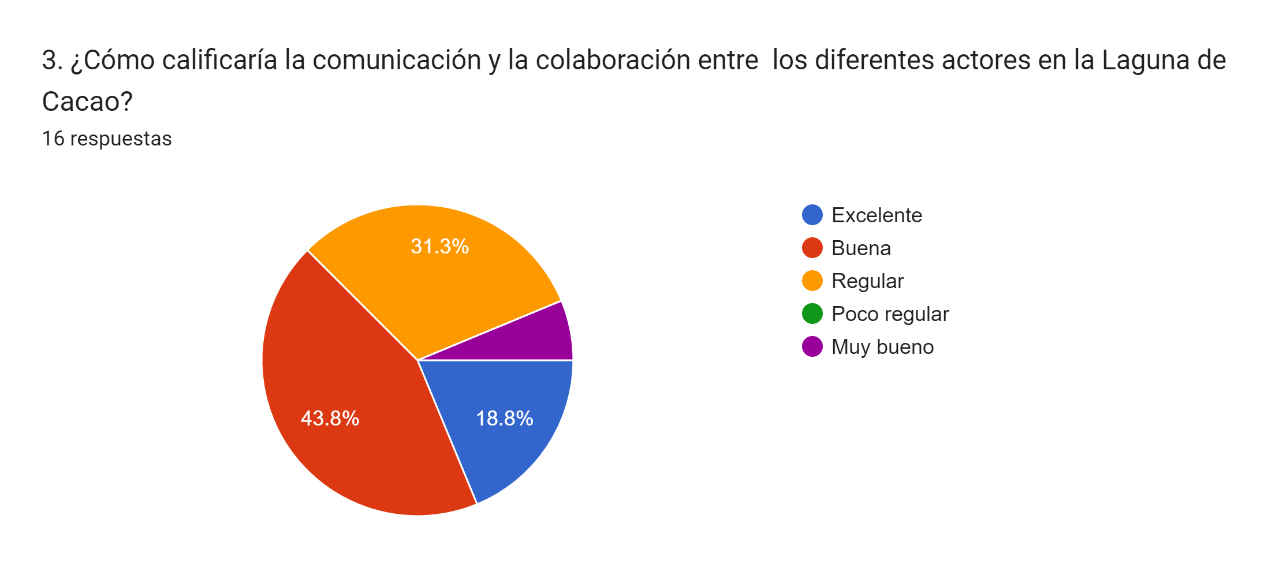 3. ¿Cómo calificaría la comunicación y la colaboración entre  los diferentes actores en la Laguna de
Cacao?
16 respuestas
31.3%
43.8%
18.8%
Excelente
Buena
Regular
Poco regular
Muy bueno